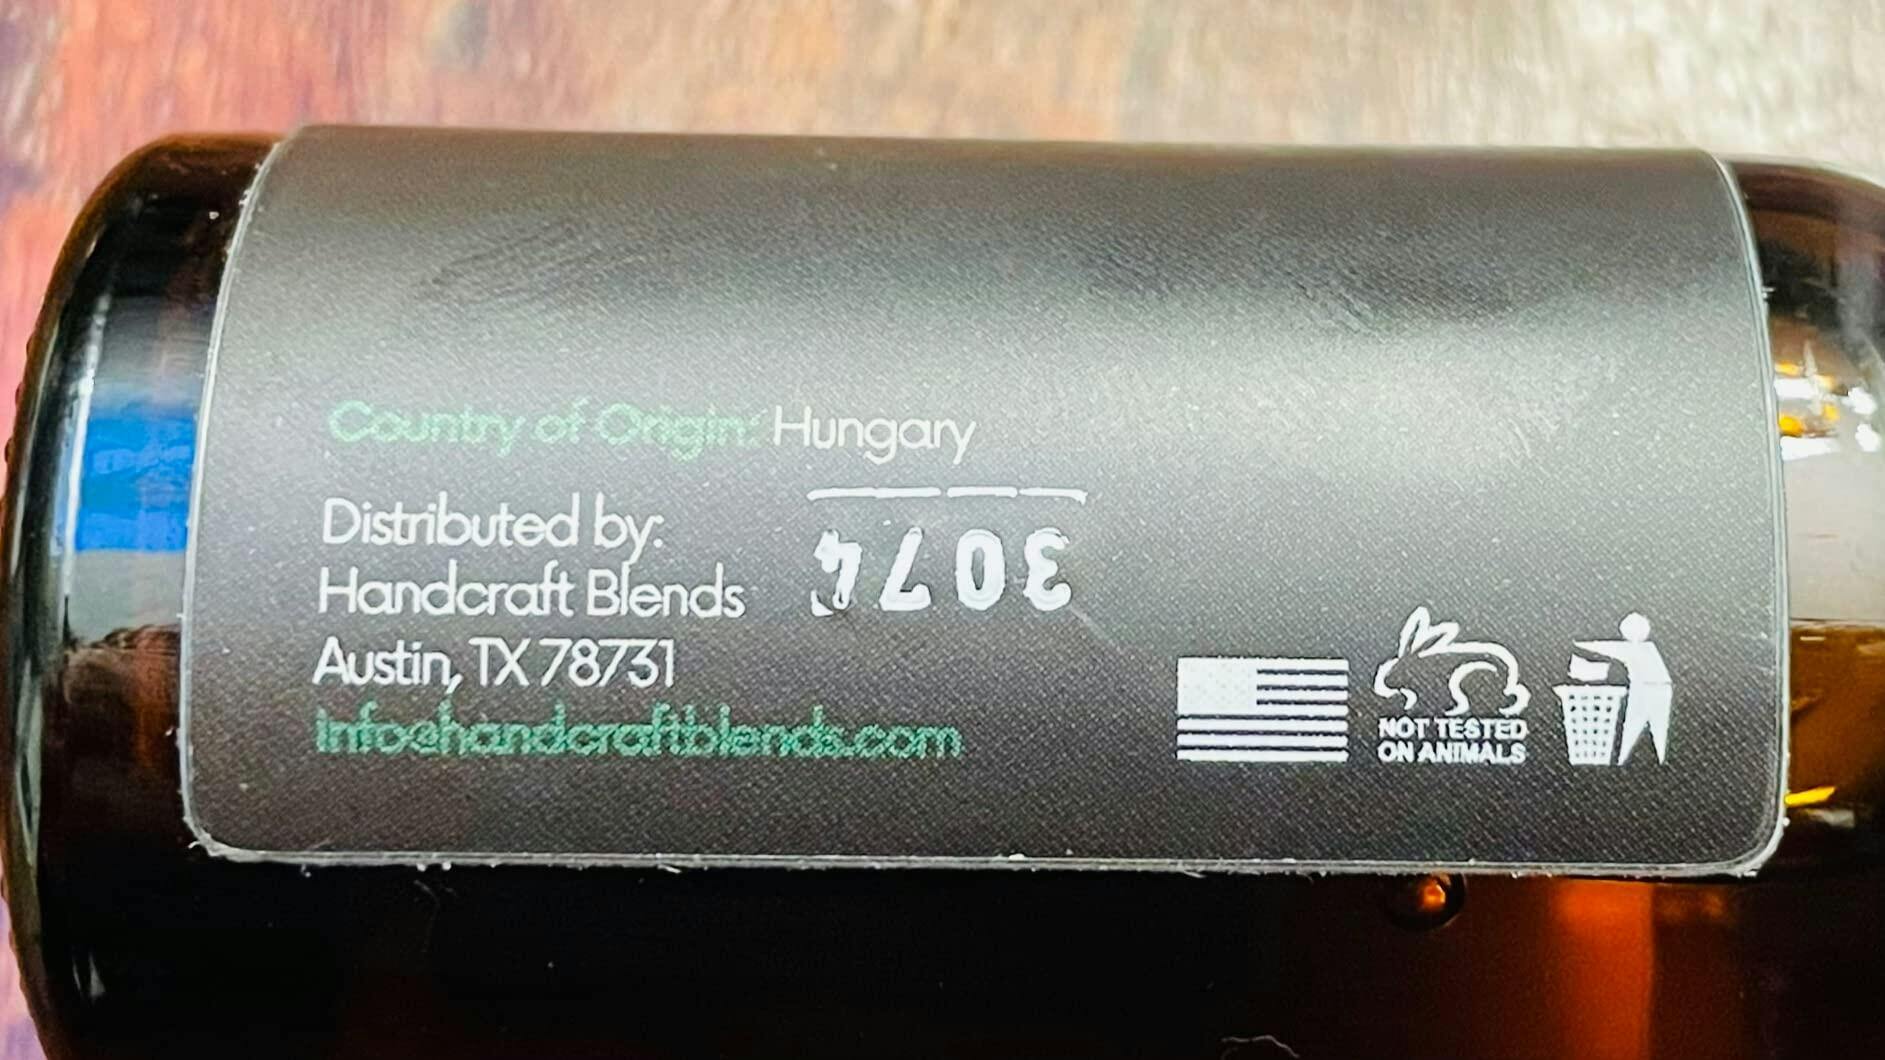 Country of Origin: Hungary
Distributed by:
Handcraft Blends
Austin, TX 78731
info@handcraftblends.com
3074
NOT TESTED
ON ANIMALS